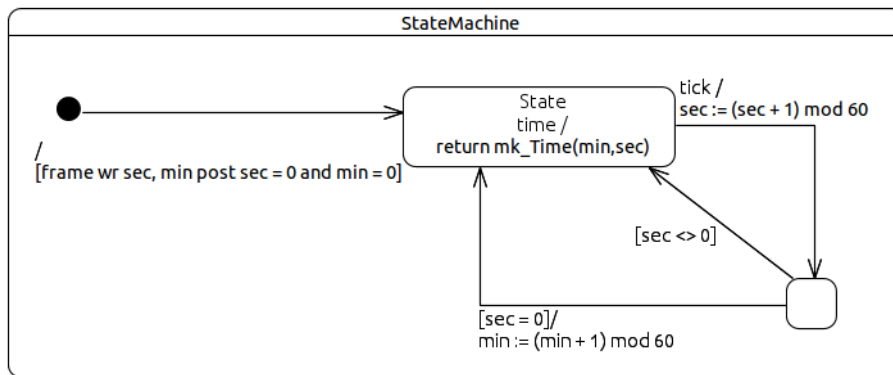 StateMachine
State
time /
return mk_Time(min,sec)
tick /
sec := (sec + 1) mod 60
/
[frame wr sec, min post sec = 0 and min = 0]
[sec <> 0]
[sec = 0]/
min := (min + 1) mod 60